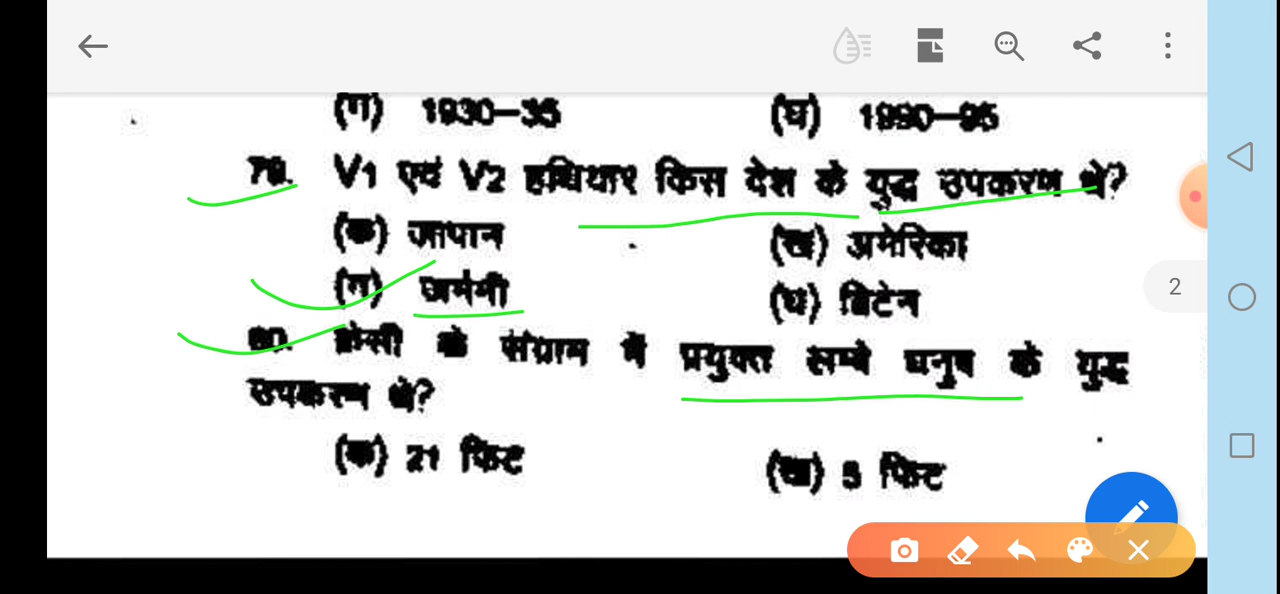 (ग) 1930–35 (घ) 1990–95
79. V1 एवं V2 हथियार किस देश के युद्ध उपकरण थे?
(क) जापान (ख) अमेरिका
(ग) जर्मनी (घ) ब्रिटेन
2
80. क्रेसी के संग्राम में प्रयुक्त लम्बे धनुष के युद्ध
उपकरण थे?
(क) 21 फिट (ख) 5 फिट